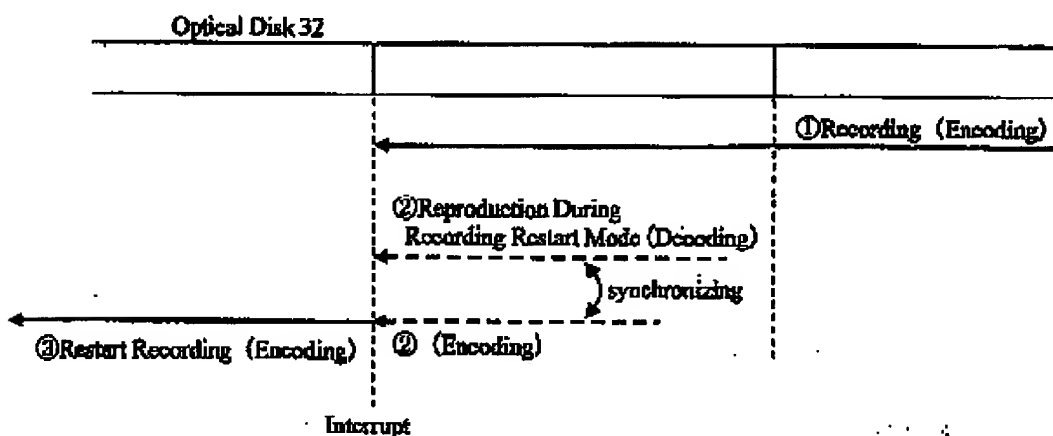 Optical Disk 32
①Recording (Encoding)
②Reproduction During
Recording Restart Mode (Decoding)
synchronizing
② (Encoding)
③Restart Recording (Encoding)
Interrupt